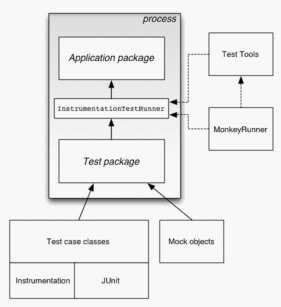 process
Application package
Test Tools
InstrumentationTestRunner
MonkeyRunner
Test package
Test case classes
Mock objects
Instrumentation
JUnit